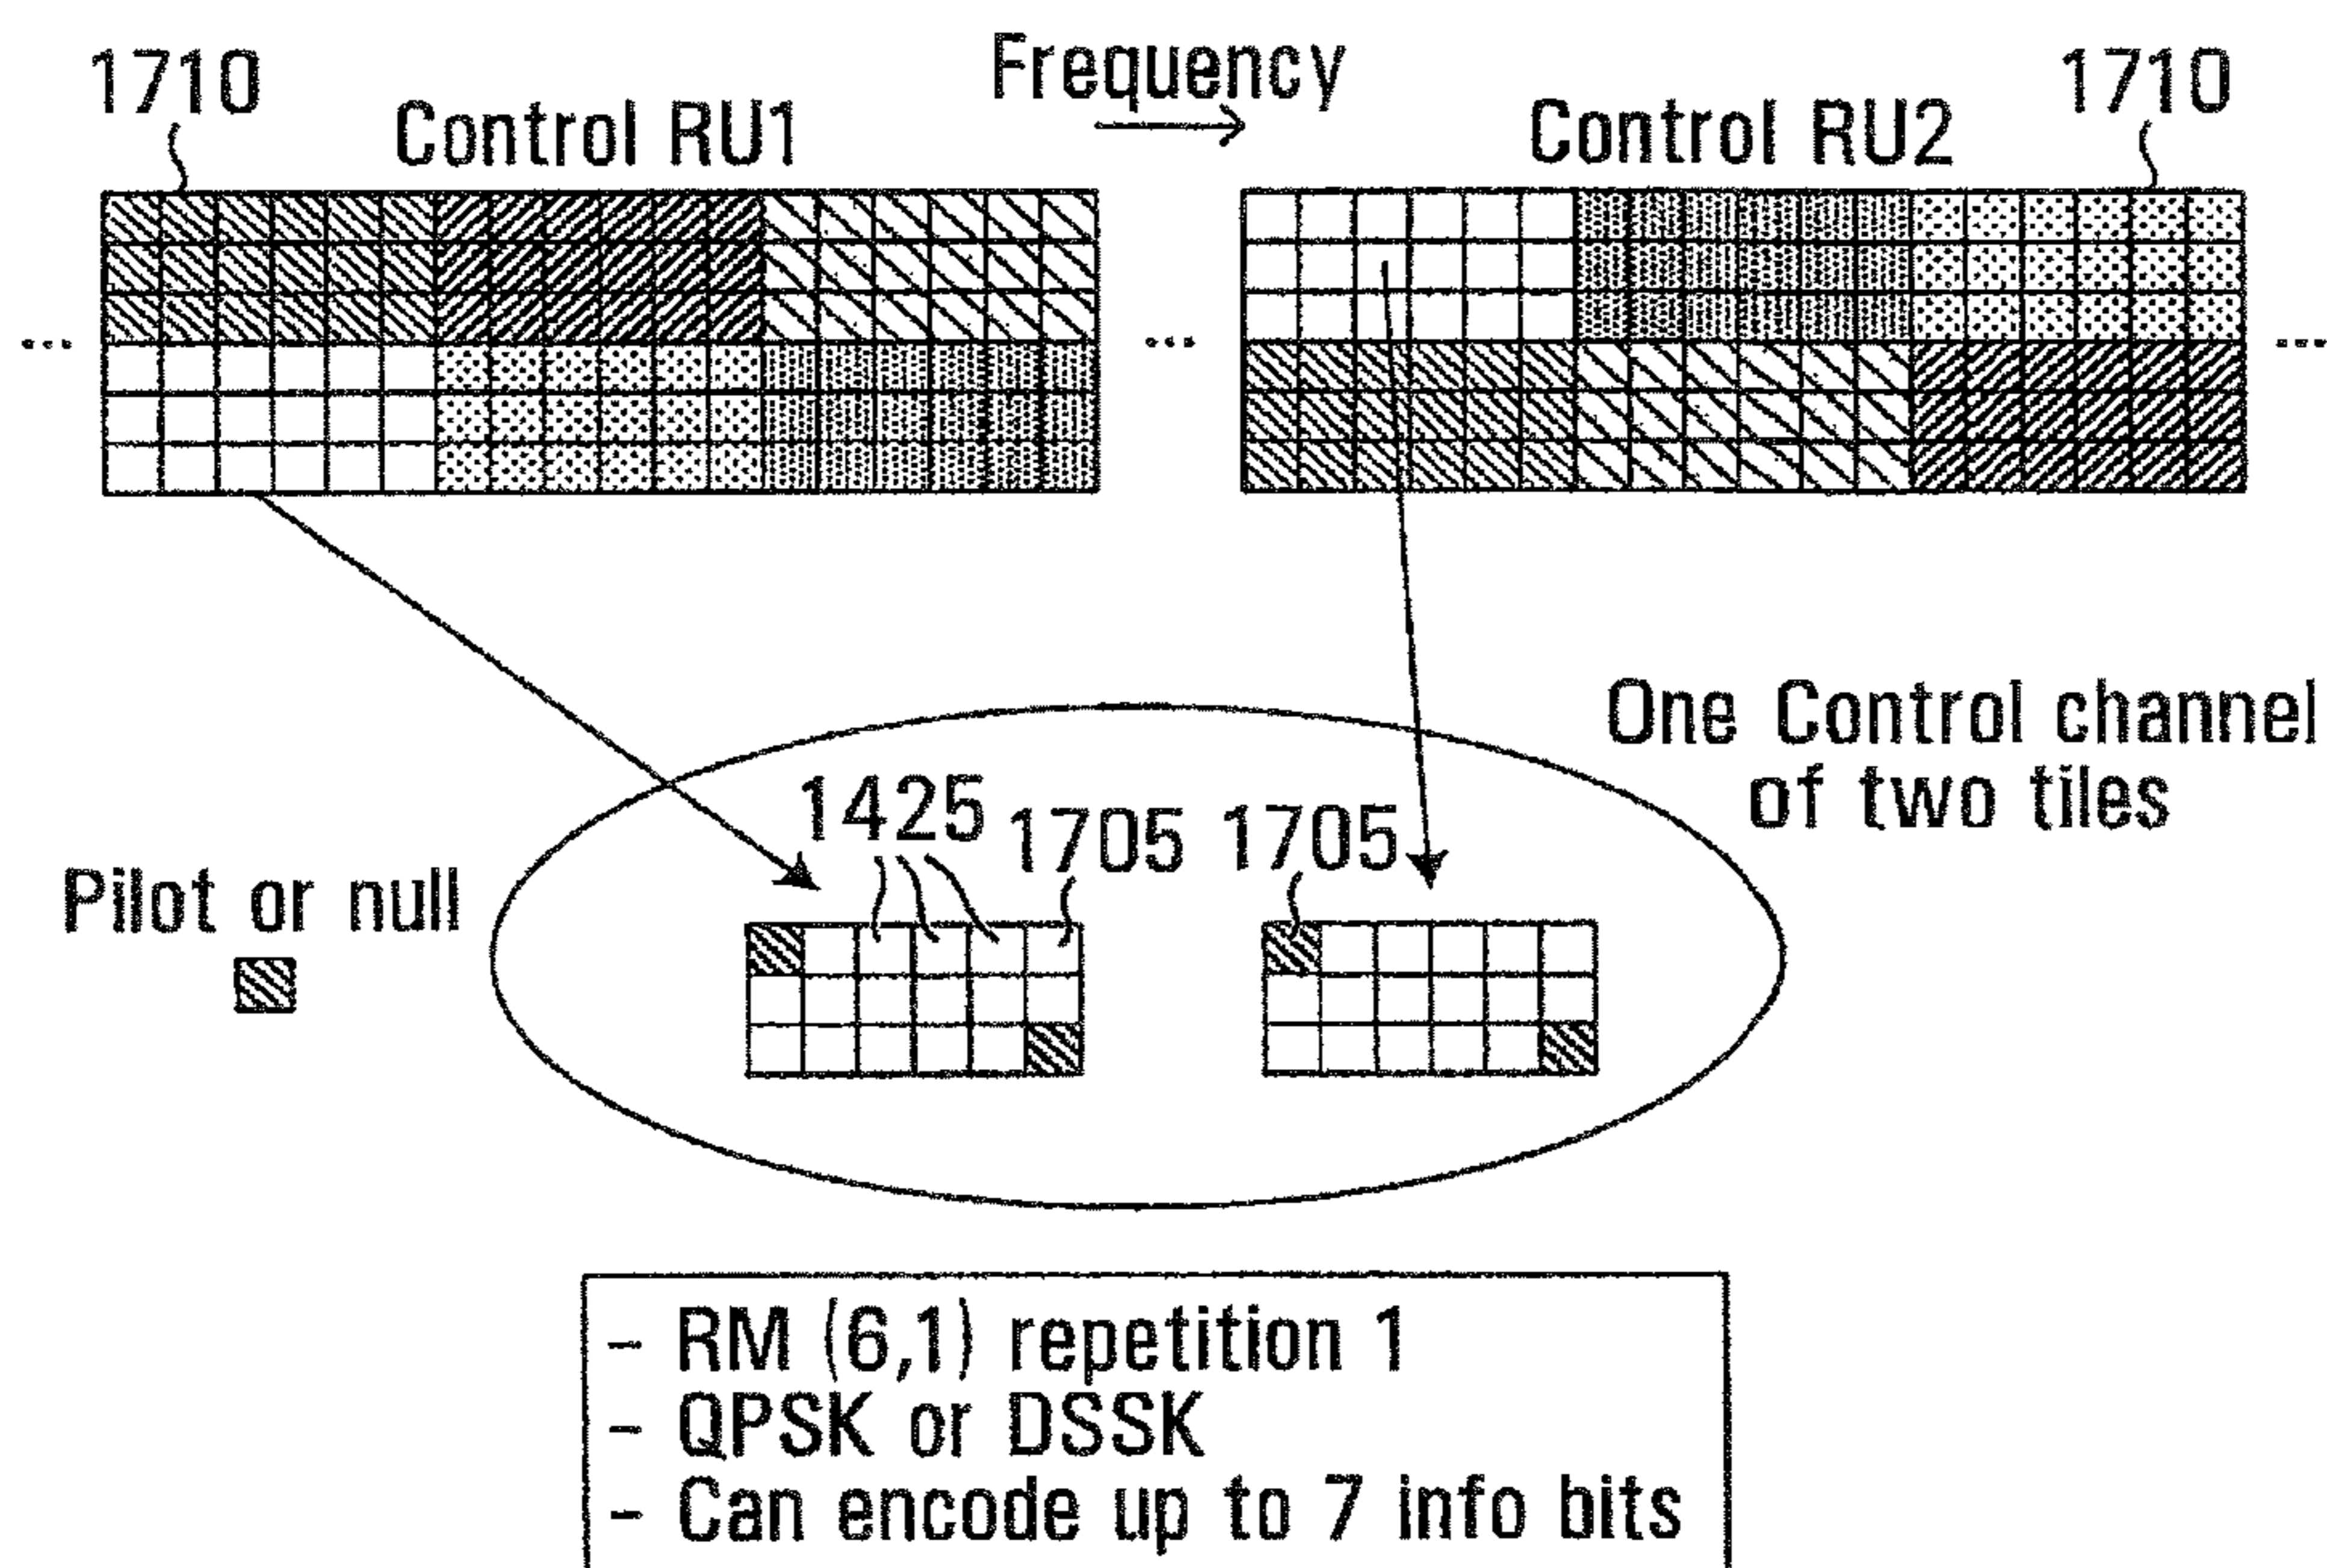 1710
Frequency
1710
Control RU1
Control RU2
...
...
...
One Control channel
of two tiles
1425
1705
1705
Pilot or null
- RM (6,1) repetition 1
- QPSK or DSSK
- Can encode up to 7 info bits